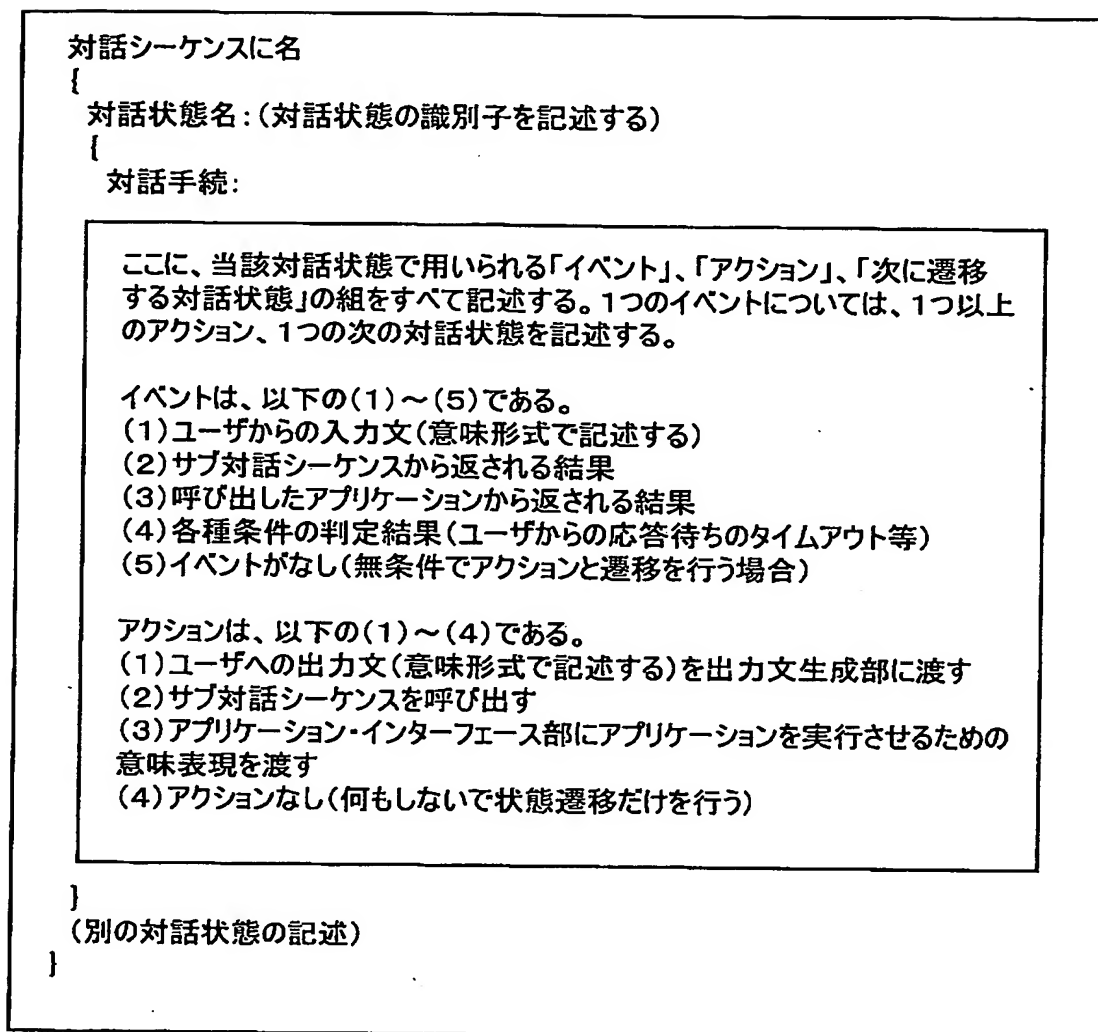 対話シーケンスに名
{
対話状態名:(対話状態の識別子を記述する)
{
対話手続:
ここに、当該対話状態で用いられる「イベント」、「アクション」、「次に遷移
する対話状態」の組をすべて記述する。1つのイベントについては、1つ以上
のアクション、1つの次の対話状態を記述する。
イベントは、以下の(1)~(5)である。
(1)ユーザからの入力文(意味形式で記述する)
(2)サブ対話シーケンスから返される結果
(3)呼び出したアプリケーションから返される結果
(4)各種条件の判定結果(ユーザからの応答待ちのタイムアウト等)
(5)イベントがなし(無条件でアクションと遷移を行う場合)
アクションは、以下の(1)~(4)である。
(1)ユーザへの出力文(意味形式で記述する)を出力文生成部に渡す
(2)サブ対話シーケンスを呼び出す
(3)アプリケーション・インターフェース部にアプリケーションを実行させるための
意味表現を渡す
(4)アクションなし(何もしないで状態遷移だけを行う)
}
(別の対話状態の記述)
}